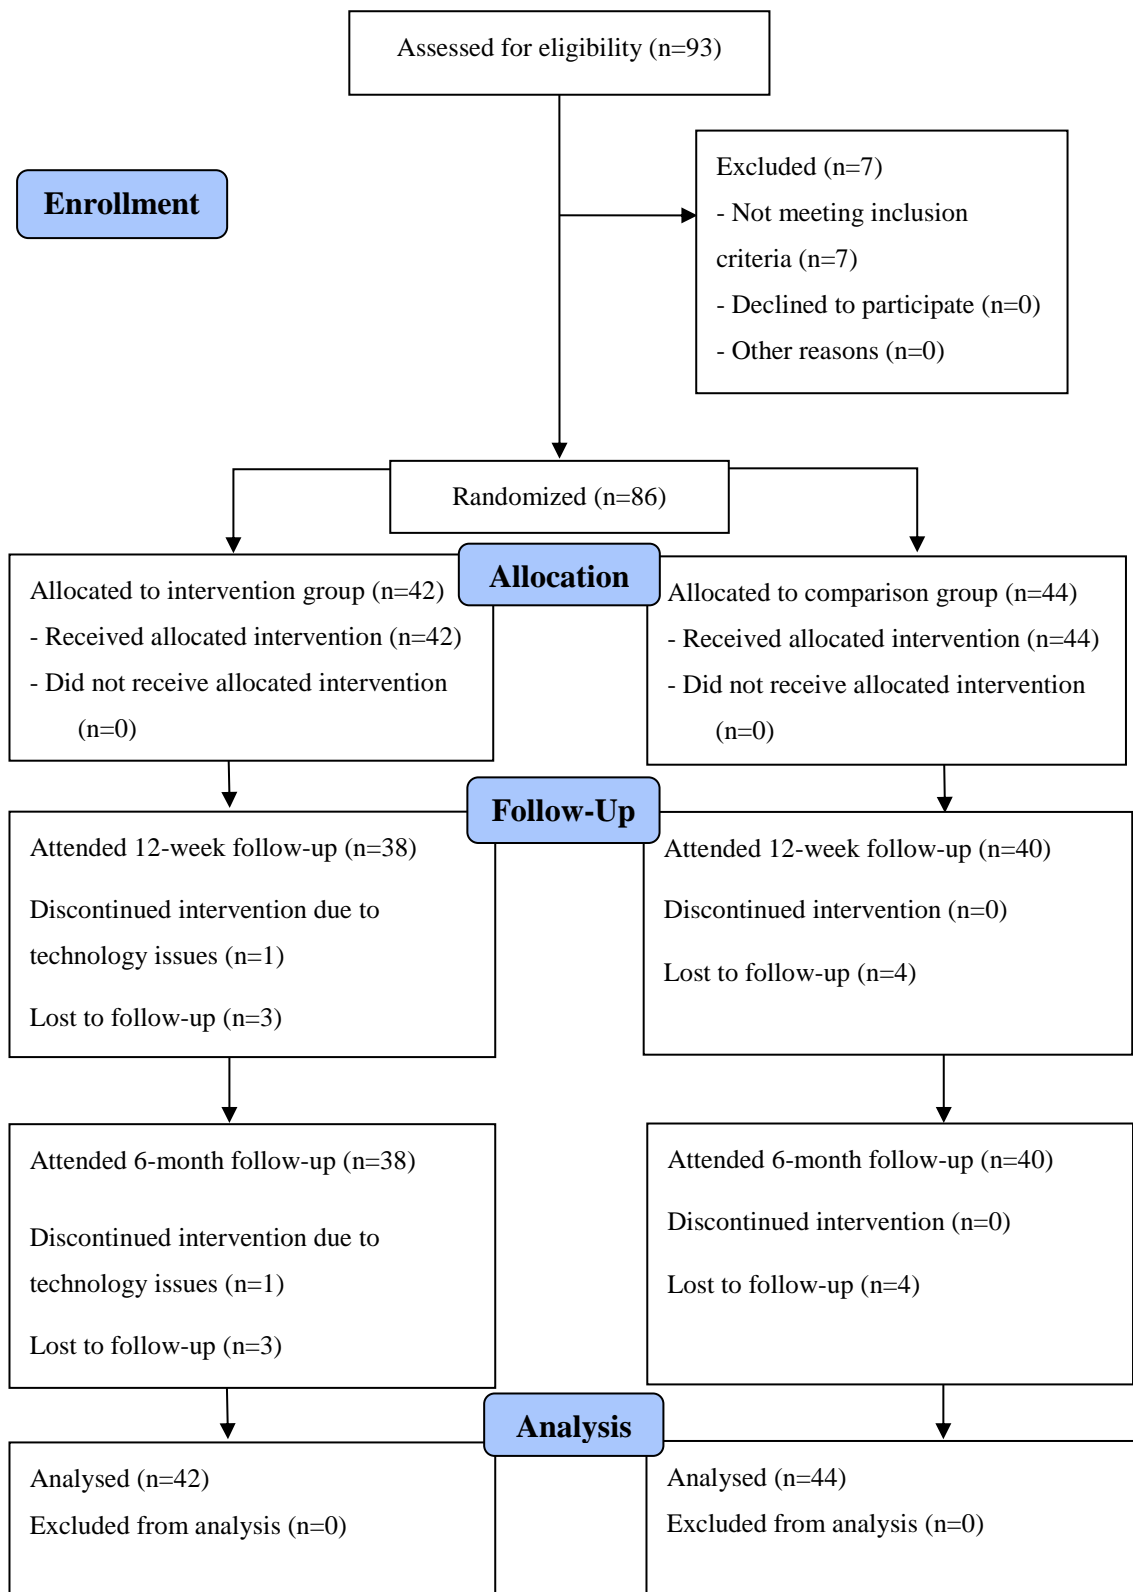 Assessed for eligibility (n=93)
Enrollment
Excluded (n=7)
- Not meeting inclusion
criteria (n=7)
- Declined to participate (n=0)
- Other reasons (n=0)
Randomized (n=86)
Allocation
Allocated to intervention group (n=42)
- Received allocated intervention (n=42)
- Did not receive allocated intervention
(n=0)
Allocated to comparison group (n=44)
- Received allocated intervention (n=44)
- Did not receive allocated intervention
(n=0)
Follow-Up
Attended 12-week follow-up (n=38)
Discontinued intervention due to
technology issues (n=1)
Lost to follow-up (n=3)
Attended 12-week follow-up (n=40)
Discontinued intervention (n=0)
Lost to follow-up (n=4)
Attended 6-month follow-up (n=38)
Discontinued intervention due to
technology issues (n=1)
Lost to follow-up (n=3)
Attended 6-month follow-up (n=40)
Discontinued intervention (n=0)
Lost to follow-up (n=4)
Analysis
Analysed (n=42)
Excluded from analysis (n=0)
Analysed (n=44)
Excluded from analysis (n=0)